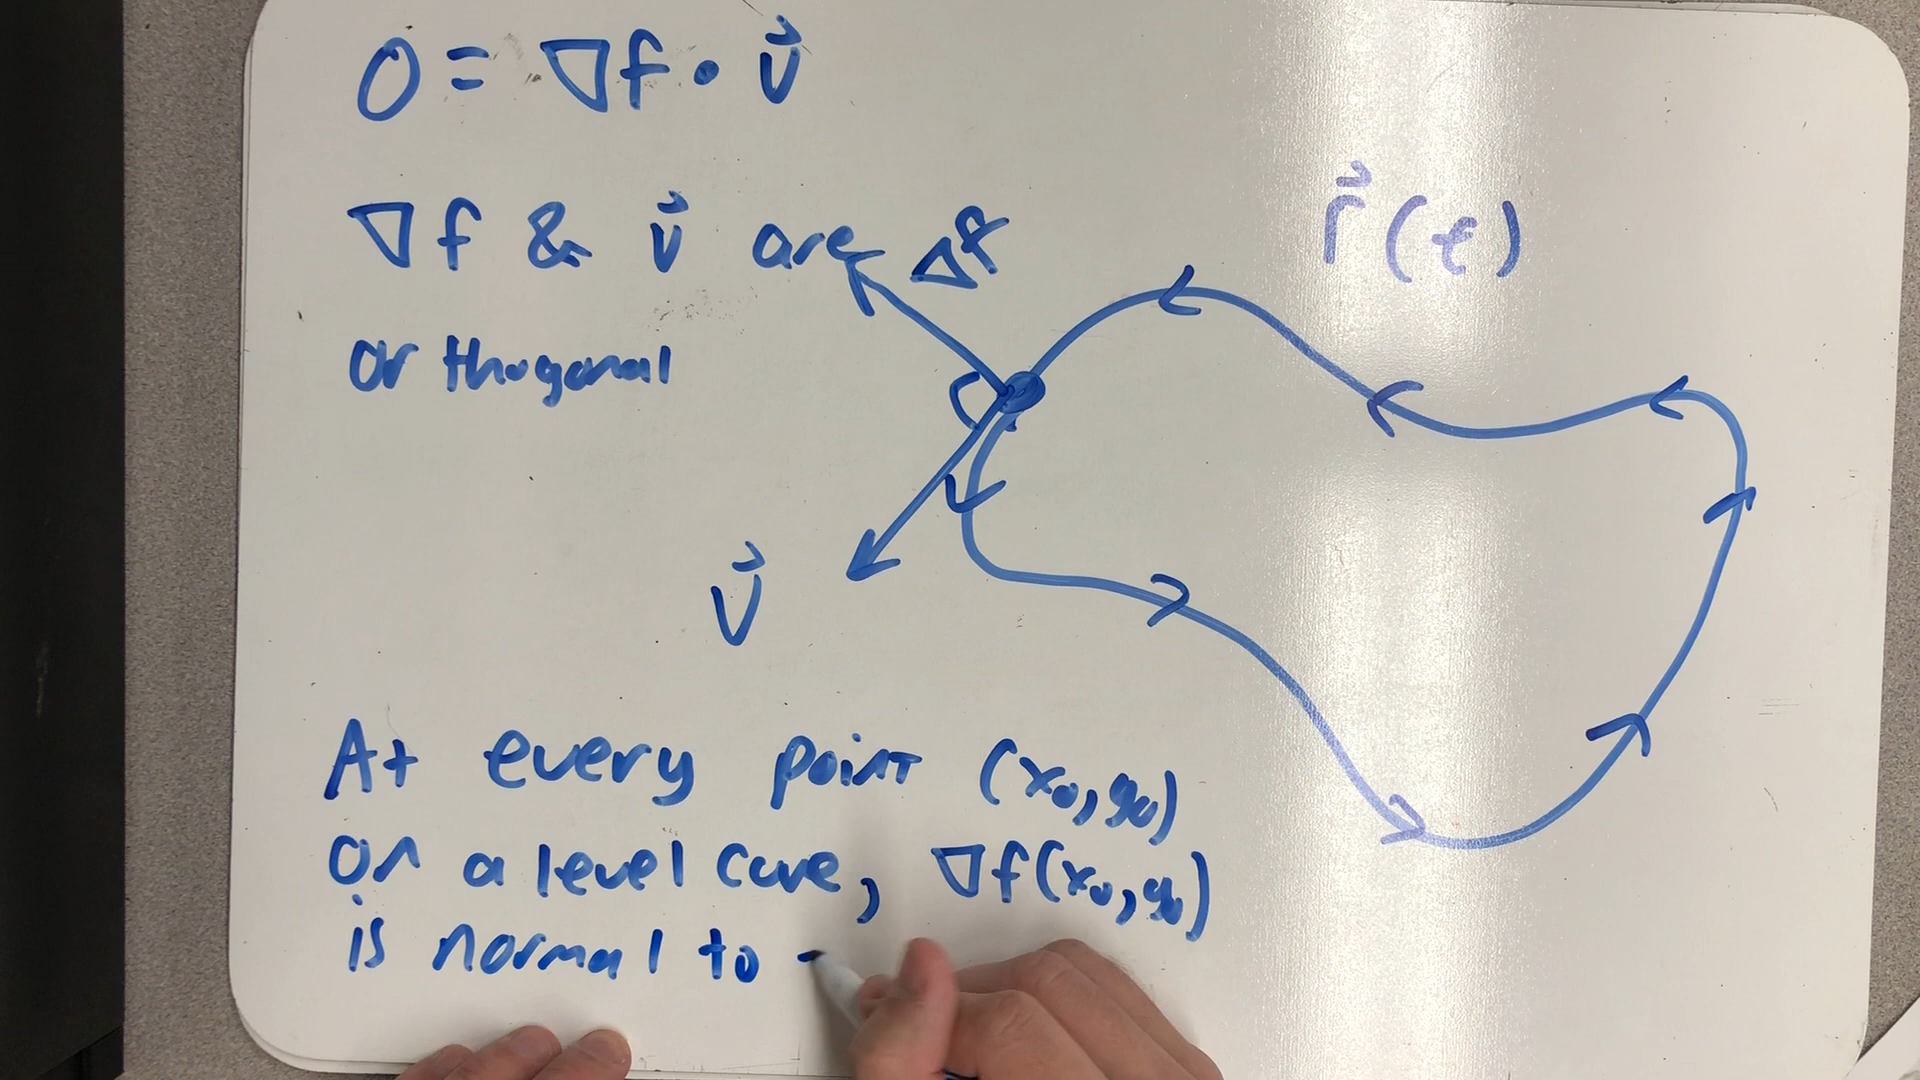 0 = ∇f • v⃗
∇f & v⃗ are
orthogonal
∇f
r⃗(t)
v⃗
At every point (x₀,y₀)
on a level curve, ∇f(x₀,y₀)
is normal to